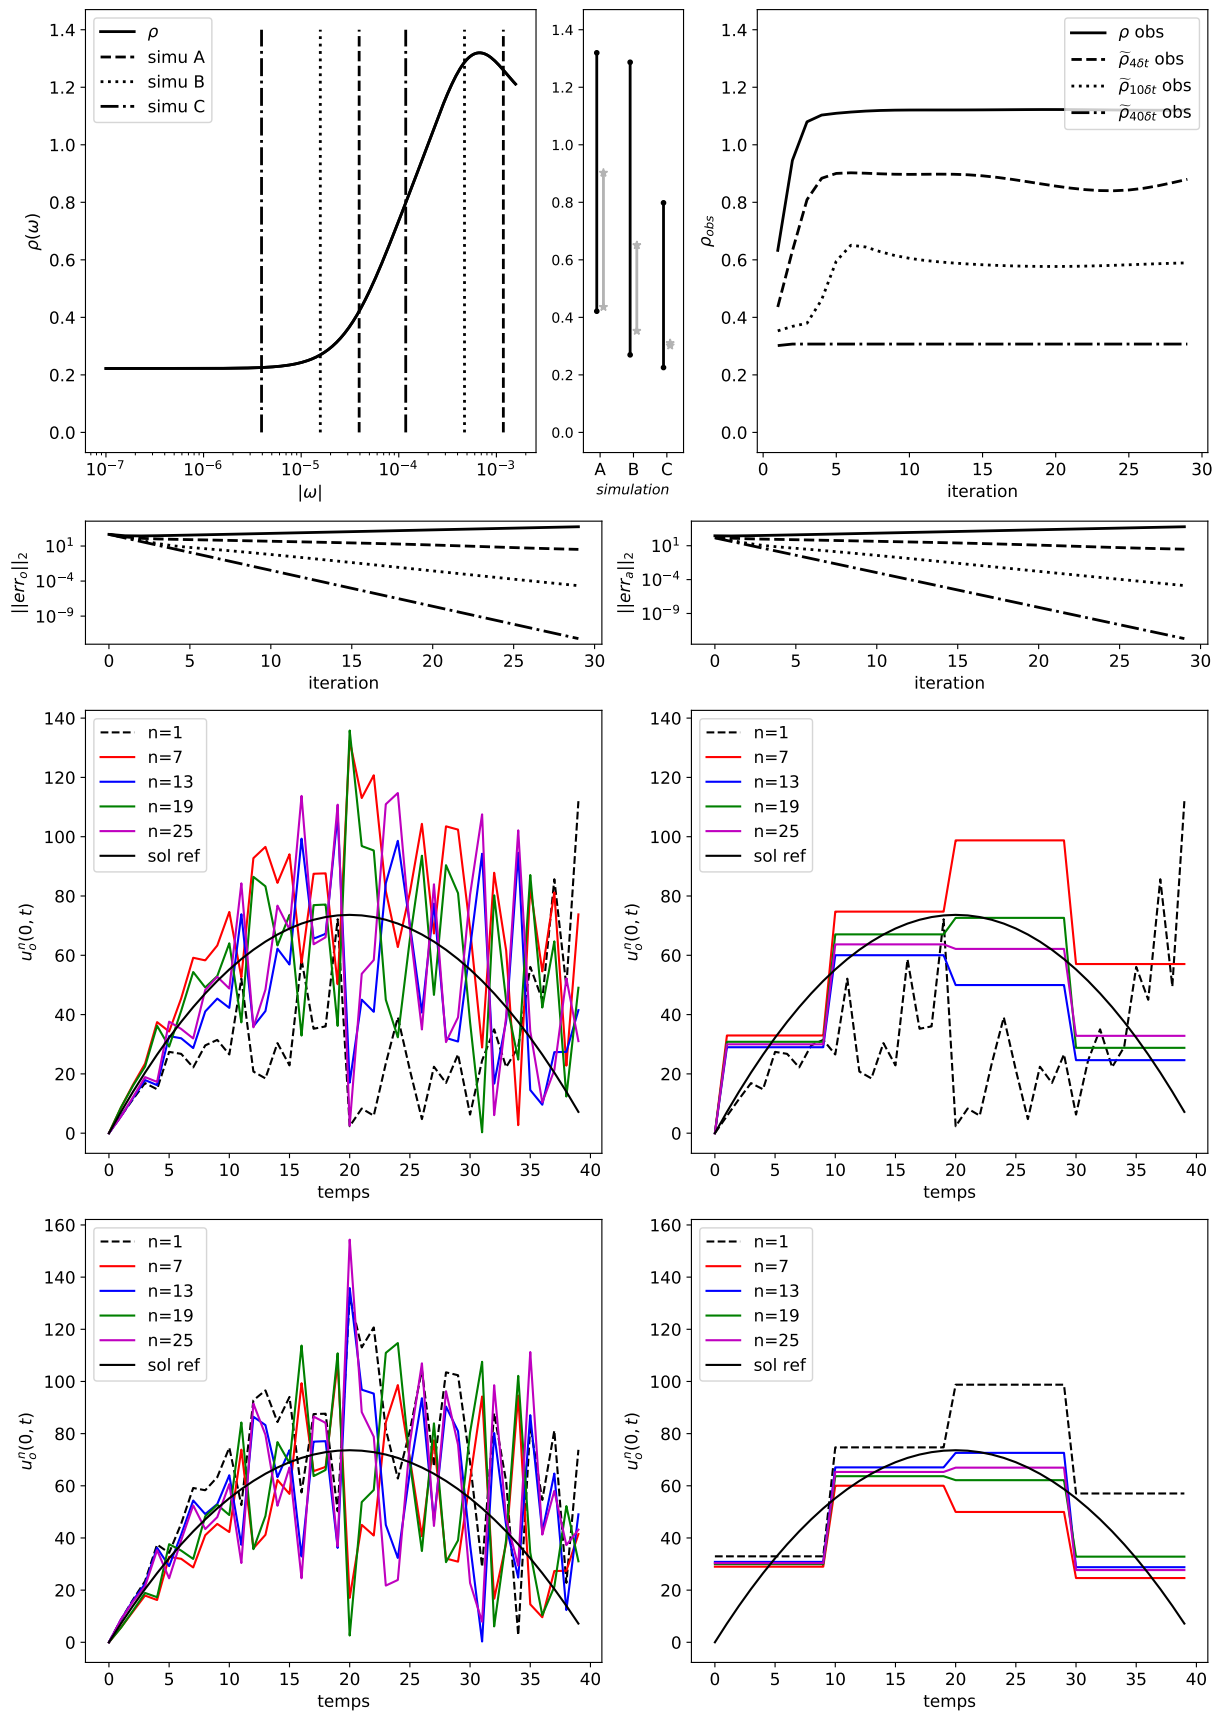 ρ
simu A
simu B
simu C
1.4
1.2
1.0
0.8
0.6
0.4
0.2
0.0
ρ(ω)
10⁻⁷ 10⁻⁶ 10⁻⁵ 10⁻⁴ 10⁻³
|ω|
1.4
1.2
1.0
0.8
0.6
0.4
0.2
0.0
A B C
simulation
ρ obs
ρ̃₄δt obs
ρ̃₁₀δt obs
ρ̃₄₀δt obs
1.4
1.2
1.0
0.8
0.6
0.4
0.2
0.0
ρ_obs
0 5 10 15 20 25 30
iteration
10¹
10⁻⁴
10⁻⁹
||err_o||₂
0 5 10 15 20 25 30
iteration
10¹
10⁻⁴
10⁻⁹
||err_a||₂
0 5 10 15 20 25 30
iteration
n=1
n=7
n=13
n=19
n=25
sol ref
140
120
100
80
60
40
20
0
u_o^n(0, t)
0 5 10 15 20 25 30 35 40
temps
n=1
n=7
n=13
n=19
n=25
sol ref
140
120
100
80
60
40
20
0
u_o^n(0, t)
0 5 10 15 20 25 30 35 40
temps
n=1
n=7
n=13
n=19
n=25
sol ref
160
140
120
100
80
60
40
20
0
u_o^n(0, t)
0 5 10 15 20 25 30 35 40
temps
n=1
n=7
n=13
n=19
n=25
sol ref
160
140
120
100
80
60
40
20
0
u_o^n(0, t)
0 5 10 15 20 25 30 35 40
temps